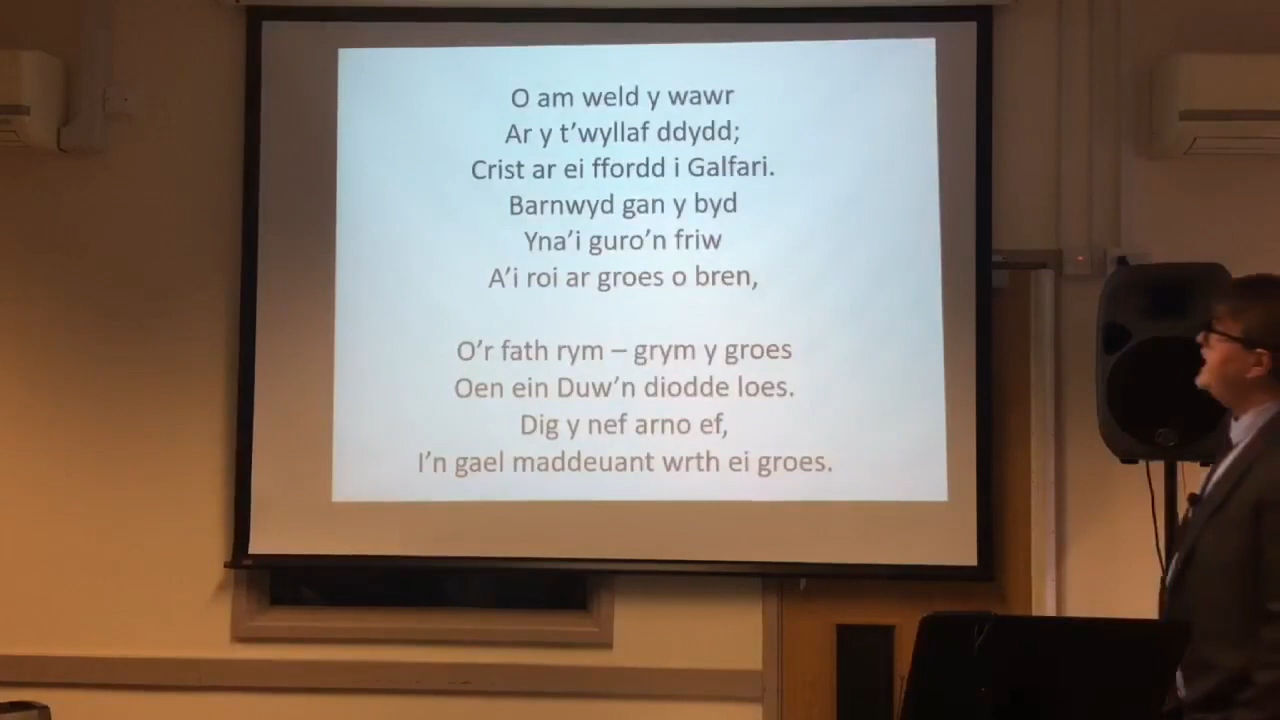 O am weld y wawr
Ar y t’wyllaf ddydd;
Crist ar ei ffordd i Galfari.
Barnwyd gan y byd
Yna’i guro’n friw
A’i roi ar groes o bren,
O’r fath rym – grym y groes
Oen ein Duw’n diodde loes.
Dig y nef arno ef,
I’n gael maddeuant wrth ei groes.